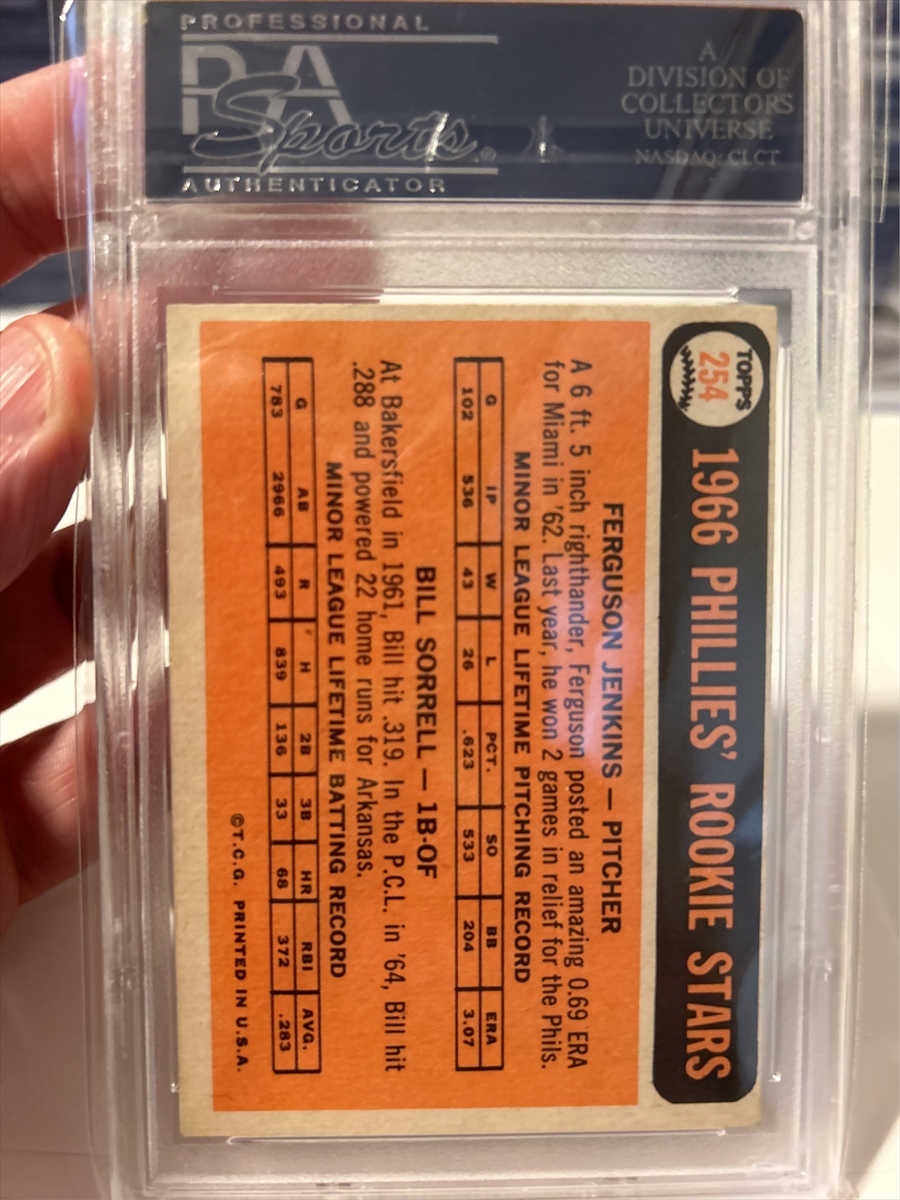 PROFESSIONAL
PSA
Sports®
AUTHENTICATOR
A
DIVISION OF
COLLECTORS
UNIVERSE
NASDAQ: CLCT
TOPPS
254
1966 PHILLIES' ROOKIE STARS
FERGUSON JENKINS — PITCHER
A 6 ft. 5 inch righthander, Ferguson posted an amazing 0.69 ERA
for Miami in '62. Last year, he won 2 games in relief for the Phils.
MINOR LEAGUE LIFETIME PITCHING RECORD
G IP W L PCT. SO BB ERA
102 536 43 26 .623 533 204 3.07
BILL SORRELL — 1B-OF
At Bakersfield in 1961, Bill hit .319. In the P.C.L. in '64, Bill hit
.288 and powered 22 home runs for Arkansas.
MINOR LEAGUE LIFETIME BATTING RECORD
G AB R H 2B 3B HR RBI AVG.
783 2966 493 839 136 33 68 372 .283
©T.C.G. PRINTED IN U.S.A.